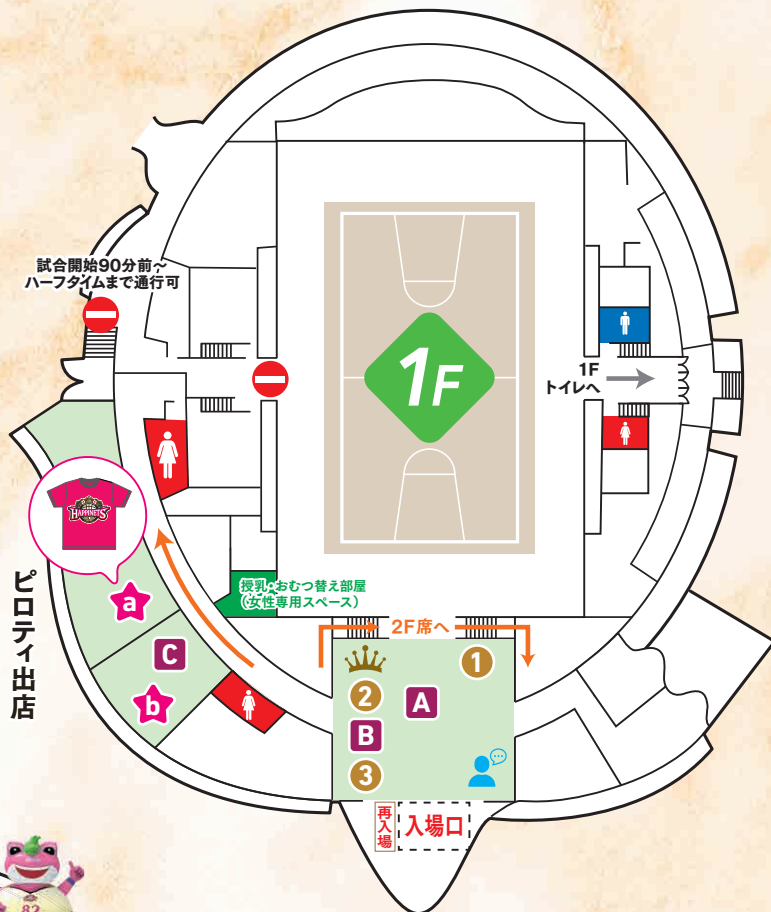 試合開始90分前~
ハーフタイムまで通行可
1F
1F
トイレへ
HAPPINETS
ピロティ出店
a
授乳・おむつ替え部屋
(女性専用スペース)
2F席へ
C
b
1
2
A
B
3
再入場
入場口
82